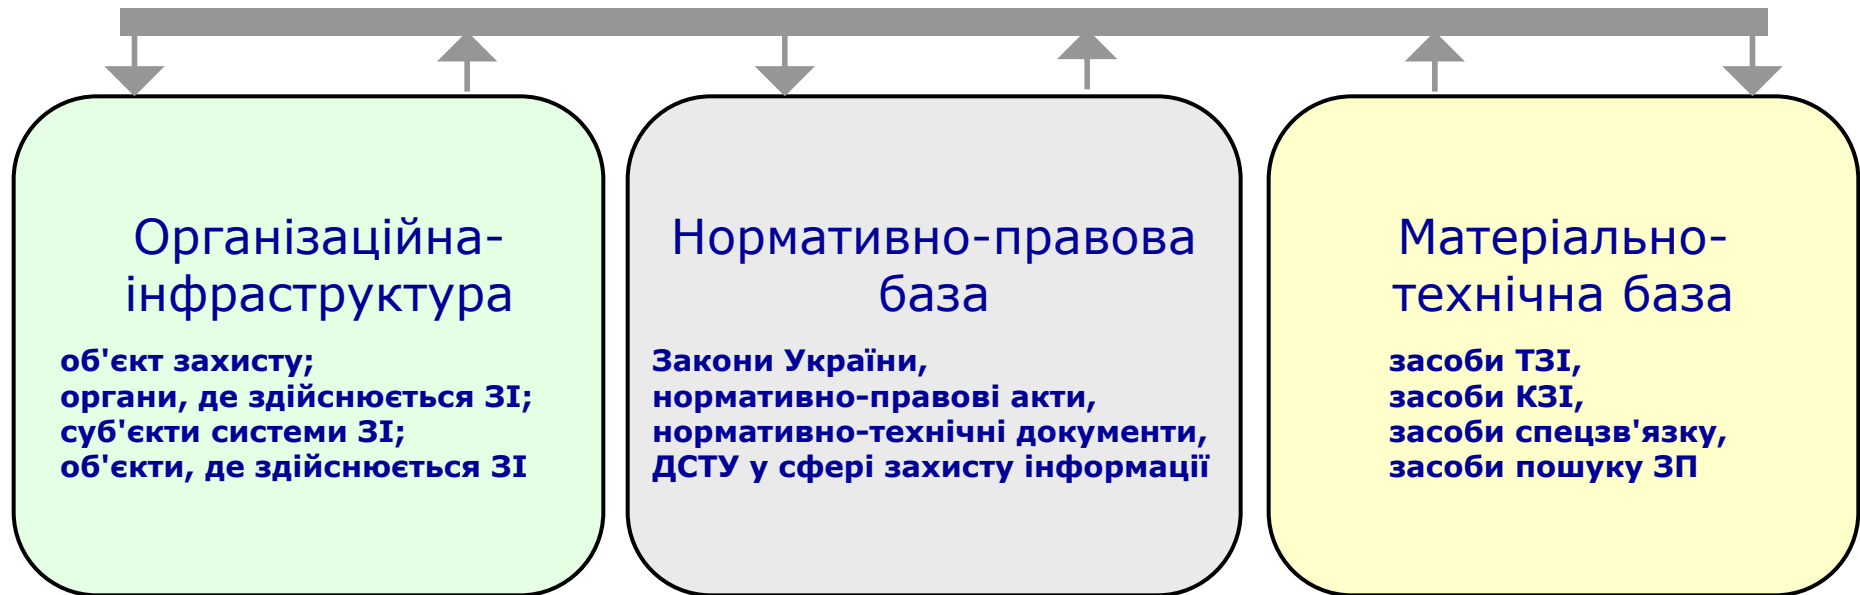 Організаційна-
інфраструктура
об'єкт захисту;
органи, де здійснюється ЗІ;
суб'єкти системи ЗІ;
об'єкти, де здійснюється ЗІ
Нормативно-правова
база
Закони України,
нормативно-правові акти,
нормативно-технічні документи,
ДСТУ у сфері захисту інформації
Матеріально-
технічна база
засоби ТЗІ,
засоби КЗІ,
засоби спецзв'язку,
засоби пошуку ЗП